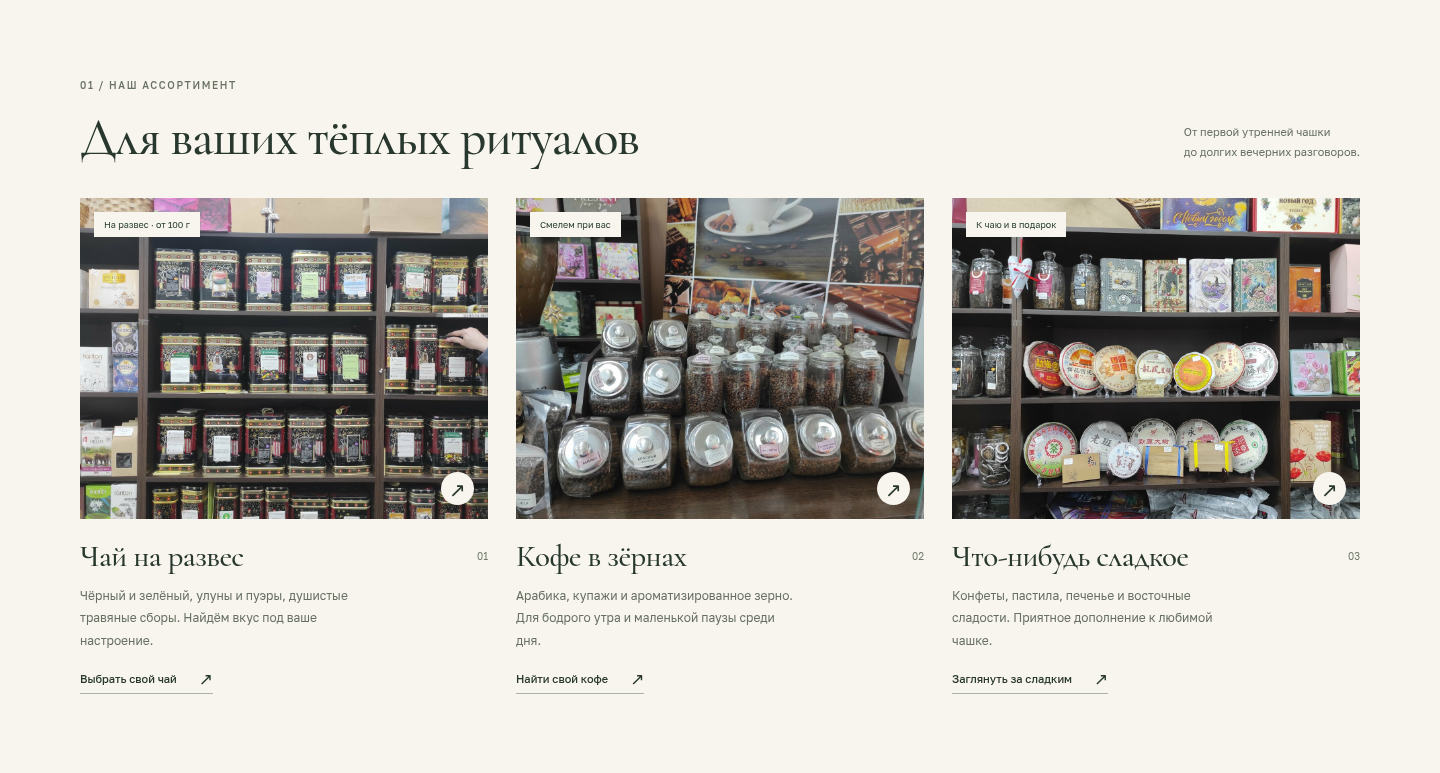 01 / НАШ АССОРТИМЕНТ
Для ваших тёплых ритуалов
От первой утренней чашки
до долгих вечерних разговоров.
На развес · от 100 г
Смелем при вас
К чаю и в подарок
Чай на развес
01
Чёрный и зелёный, улуны и пуэры, душистые
травяные сборы. Найдём вкус под ваше
настроение.
Выбрать свой чай ↗
Кофе в зёрнах
02
Арабика, купажи и ароматизированное зерно.
Для бодрого утра и маленькой паузы среди
дня.
Найти свой кофе ↗
Что-нибудь сладкое
03
Конфеты, пастила, печенье и восточные
сладости. Приятное дополнение к любимой
чашке.
Заглянуть за сладким ↗